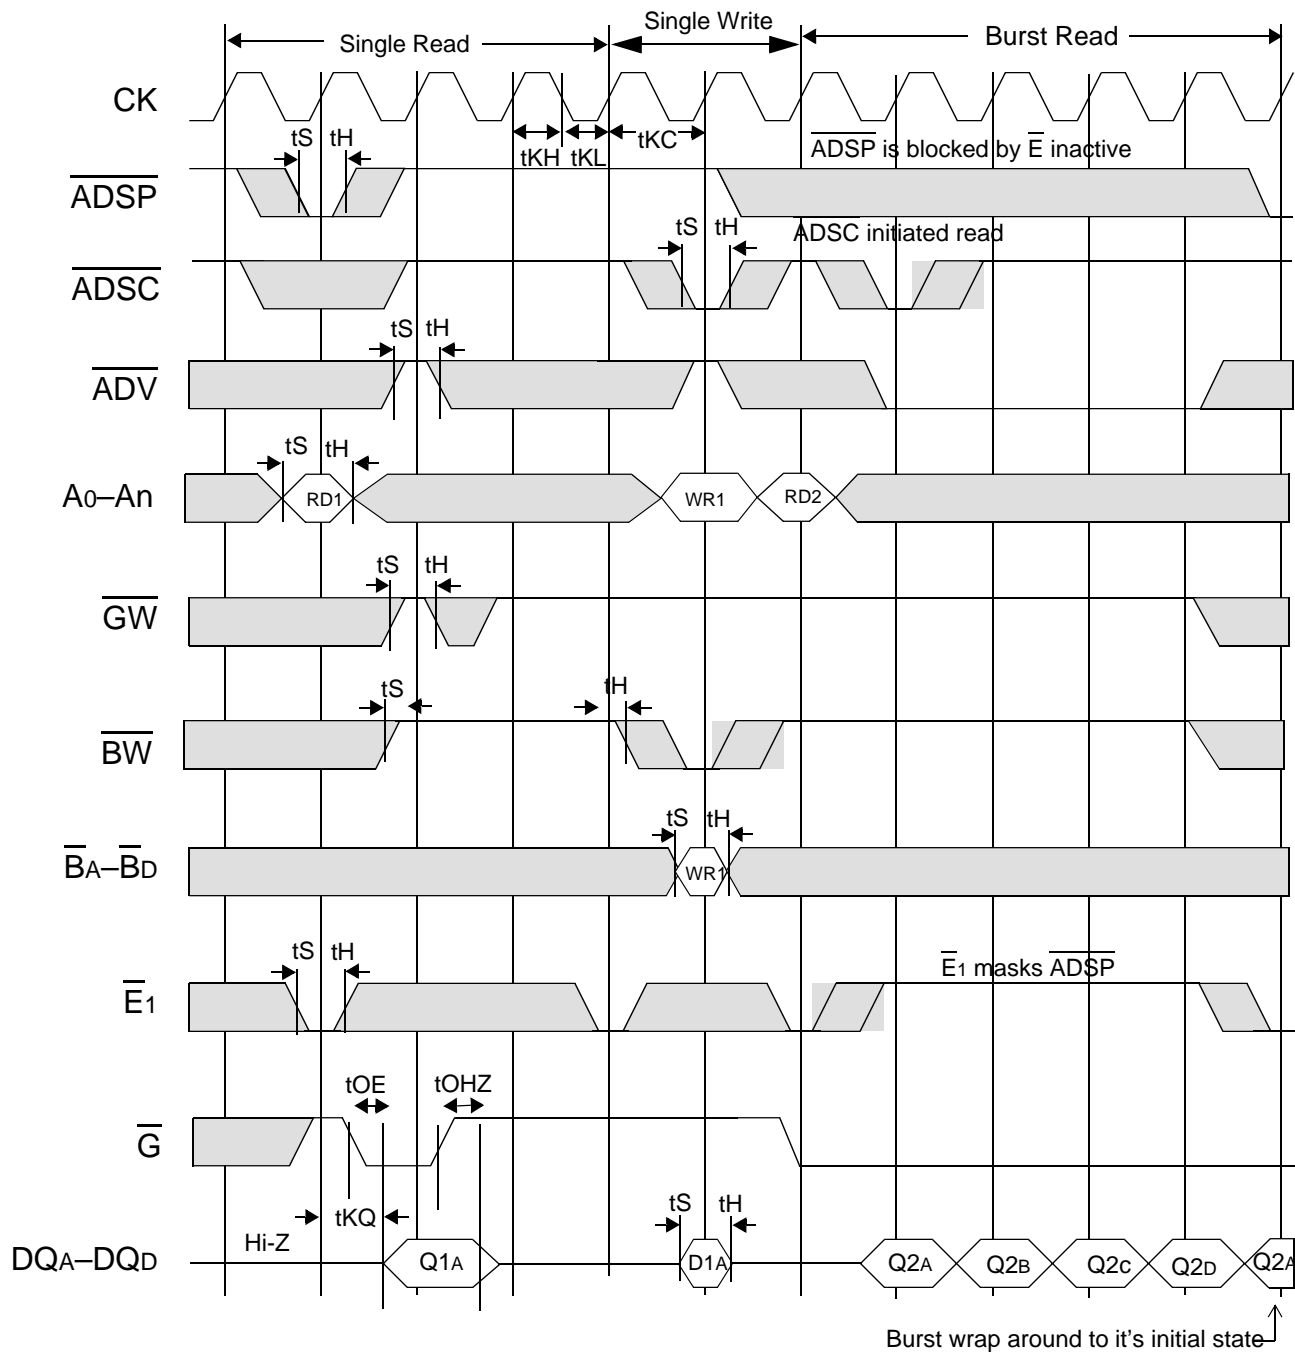 Single Read
Single Write
Burst Read
CK
tS tH
tKH tKL tKC
ADSP is blocked by E inactive
ADSP
tS tH
ADSC initiated read
ADSC
tS tH
ADV
tS tH
A0–An RD1 WR1 RD2
tS tH
GW
tS tH
BW
tS tH
BA–BD WR1
tS tH
E1 masks ADSP
E1
tOE tOHZ
G
tKQ tS tH
Hi-Z
DQA–DQD Q1A D1A Q2A Q2B Q2C Q2D Q2A
Burst wrap around to it's initial state